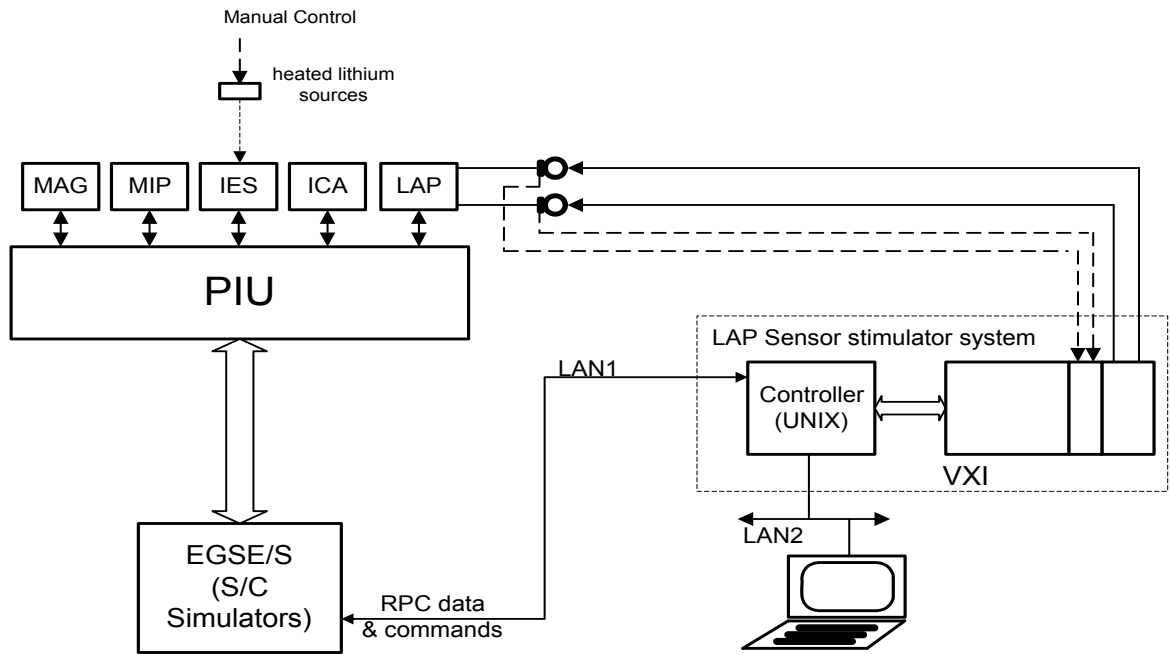 Manual Control
heated lithium
sources
MAG
MIP
IES
ICA
LAP
PIU
LAP Sensor stimulator system
LAN1
Controller
(UNIX)
VXI
LAN2
EGSE/S
(S/C
Simulators)
RPC data
& commands